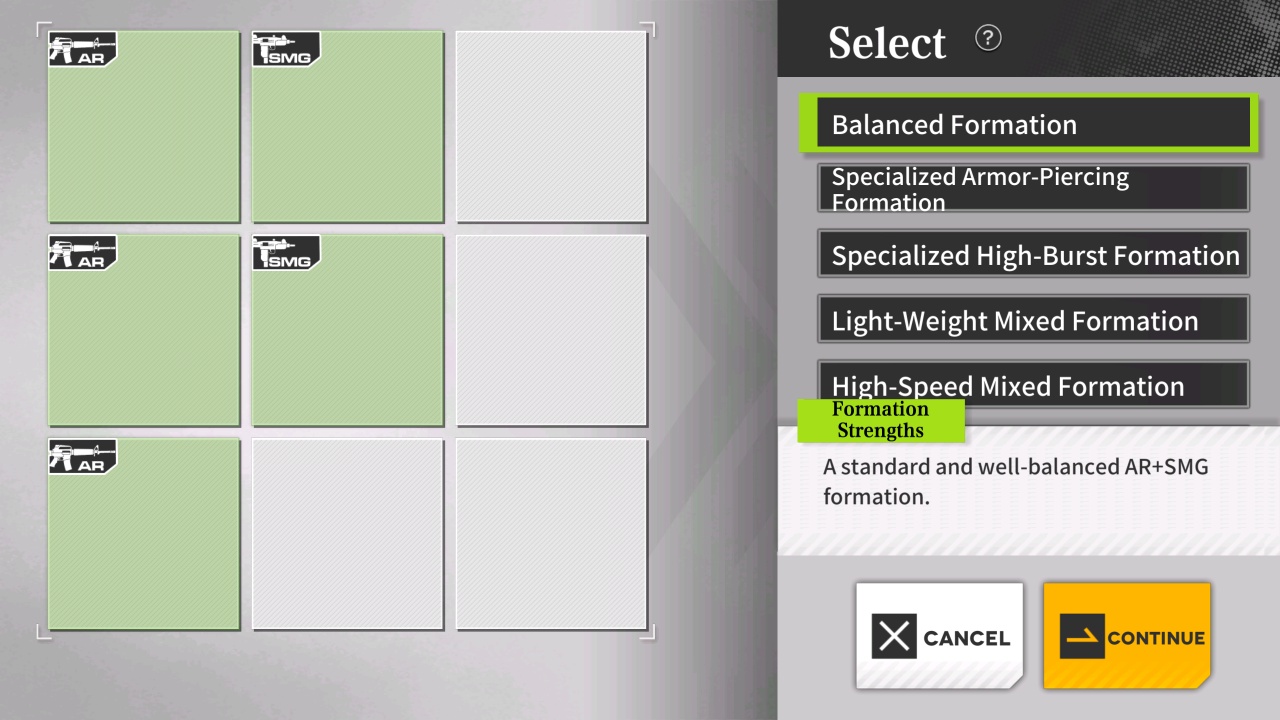 AR
SMG
AR
SMG
AR
Select
?
Balanced Formation
Specialized Armor-Piercing
Formation
Specialized High-Burst Formation
Light-Weight Mixed Formation
High-Speed Mixed Formation
Formation
Strengths
A standard and well-balanced AR+SMG
formation.
CANCEL
CONTINUE